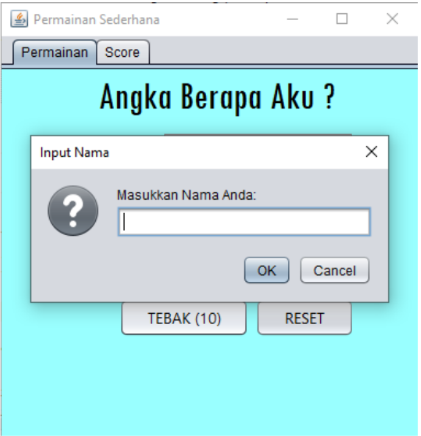 Permainan Sederhana
Permainan Score
Angka Berapa Aku ?
Input Nama
Masukkan Nama Anda:
OK Cancel
TEBAK (10) RESET